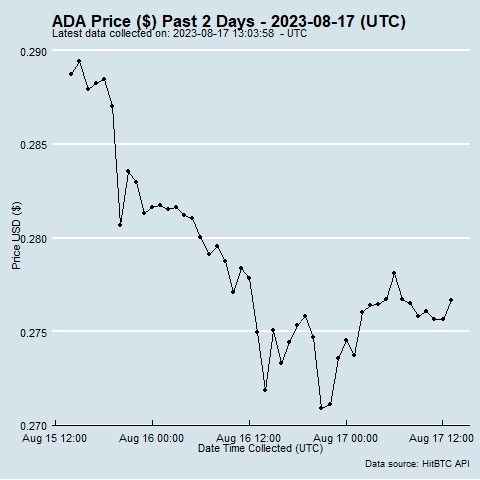 ADA Price ($) Past 2 Days - 2023-08-17 (UTC)
Latest data collected on: 2023-08-17 13:03:58  - UTC
0.290
0.285
0.280
0.275
0.270
Price USD ($)
Aug 15 12:00
Aug 16 00:00
Aug 16 12:00
Aug 17 00:00
Aug 17 12:00
Date Time Collected (UTC)
Data source: HitBTC API